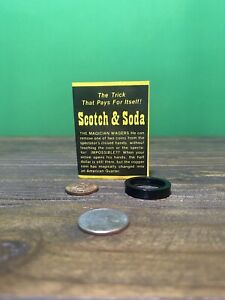 The Trick
That Pays For Itself!
Scotch & Soda
THE MAGICIAN WAGERS He can
remove one of two coins from the
spectator's closed hands without
touching the coin or the specta-
tor. IMPOSSIBLE?? When your
stooge opens his hands, the half
dollar is still there, but the copper
coin has magically changed into
an American Quarter.